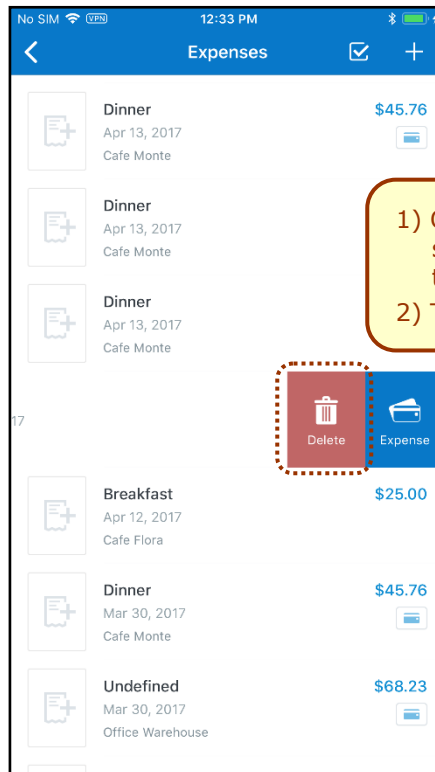 No SIM VPN 12:33 PM
Expenses
Dinner $45.76
Apr 13, 2017
Cafe Monte
Dinner
Apr 13, 2017
Cafe Monte
1)
2)
Dinner
Apr 13, 2017
Cafe Monte
17
Delete Expense
Breakfast $25.00
Apr 12, 2017
Cafe Flora
Dinner $45.76
Mar 30, 2017
Cafe Monte
Undefined $68.23
Mar 30, 2017
Office Warehouse